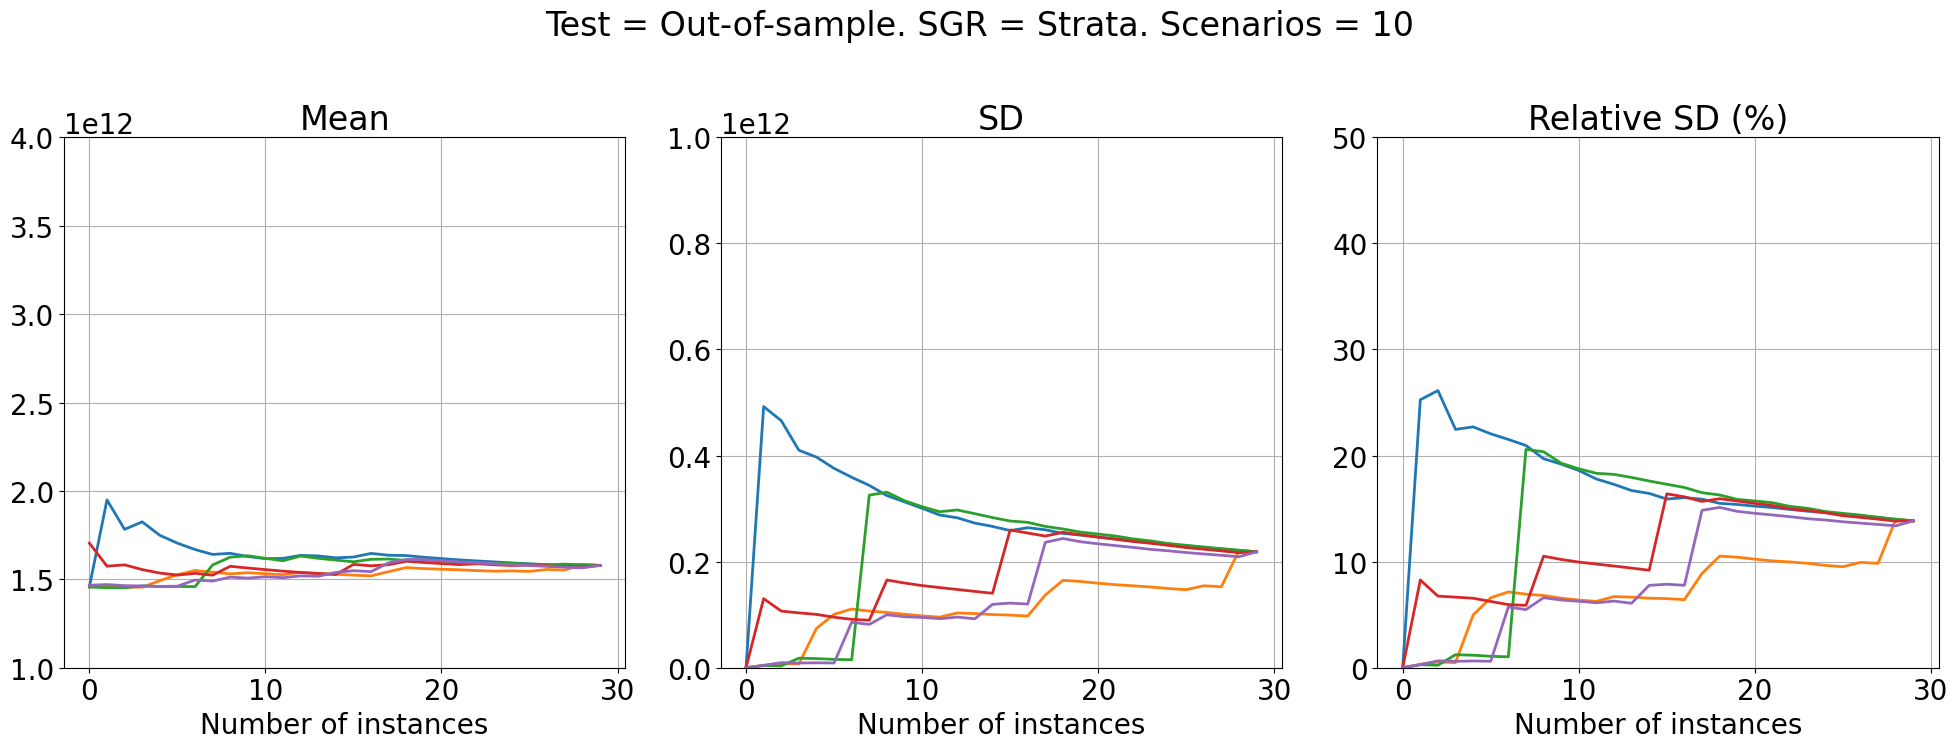 Test = Out-of-sample. SGR = Strata. Scenarios = 10
Mean
1e12
4.0
3.5
3.0
2.5
2.0
1.5
1.0
0 10 20 30
Number of instances
SD
1e12
1.0
0.8
0.6
0.4
0.2
0.0
0 10 20 30
Number of instances
Relative SD (%)
50
40
30
20
10
0
0 10 20 30
Number of instances